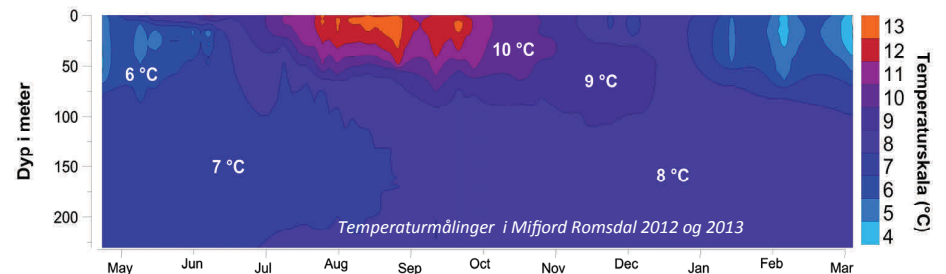 Dyp i meter
0
50
100
150
200
6 °C
7 °C
10 °C
9 °C
8 °C
Temperaturmålinger i Mifjord Romsdal 2012 og 2013
May Jun Jul Aug Sep Oct Nov Dec Jan Feb Mar
13
12
11
10
9
8
7
6
5
4
Temperaturskala (°C)